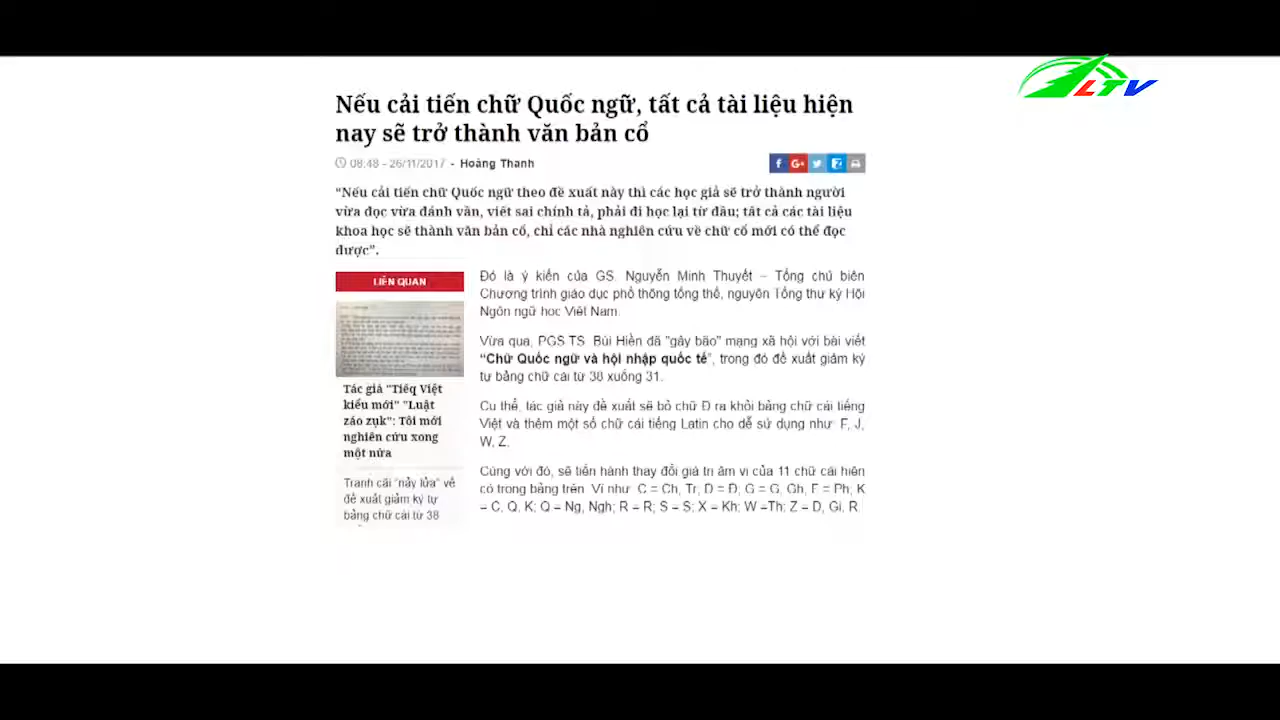 LTV
Nếu cải tiến chữ Quốc ngữ, tất cả tài liệu hiện
nay sẽ trở thành văn bản cổ
08:48 - 26/11/2017 - Hoàng Thanh
“Nếu cải tiến chữ Quốc ngữ theo đề xuất này thì các học giả sẽ trở thành người
vừa đọc vừa đánh vần, viết sai chính tả, phải đi học lại từ đầu; tất cả các tài liệu
khoa học sẽ thành văn bản cổ, chỉ các nhà nghiên cứu về chữ cổ mới có thể đọc
được”.
LIÊN QUAN
Tác giả "Tiếq Việt
kiểu mới" "Luật
záo zụk": Tôi mới
nghiên cứu xong
một nửa
Tranh cãi “nảy lửa” về
đề xuất giảm ký tự
bảng chữ cái từ 38
Đó là ý kiến của GS. Nguyễn Minh Thuyết – Tổng chủ biên
Chương trình giáo dục phổ thông tổng thể, nguyên Tổng thư ký Hội
Ngôn ngữ học Việt Nam.
Vừa qua, PGS.TS. Bùi Hiền đã "gây bão" mạng xã hội với bài viết
“Chữ Quốc ngữ và hội nhập quốc tế”, trong đó đề xuất giảm ký
tự bảng chữ cái từ 38 xuống 31.
Cụ thể, tác giả này đề xuất sẽ bỏ chữ Đ ra khỏi bảng chữ cái tiếng
Việt và thêm một số chữ cái tiếng Latin cho dễ sử dụng như: F, J,
W, Z.
Cùng với đó, sẽ tiến hành thay đổi giá trị âm vị của 11 chữ cái hiện
có trong bảng trên. Ví như: C = Ch, Tr; D = Đ; G = G, Gh; F = Ph; K
= C, Q, K; Q = Ng, Ngh; R = R; S = S; X = Kh; W =Th; Z = D, Gi, R.